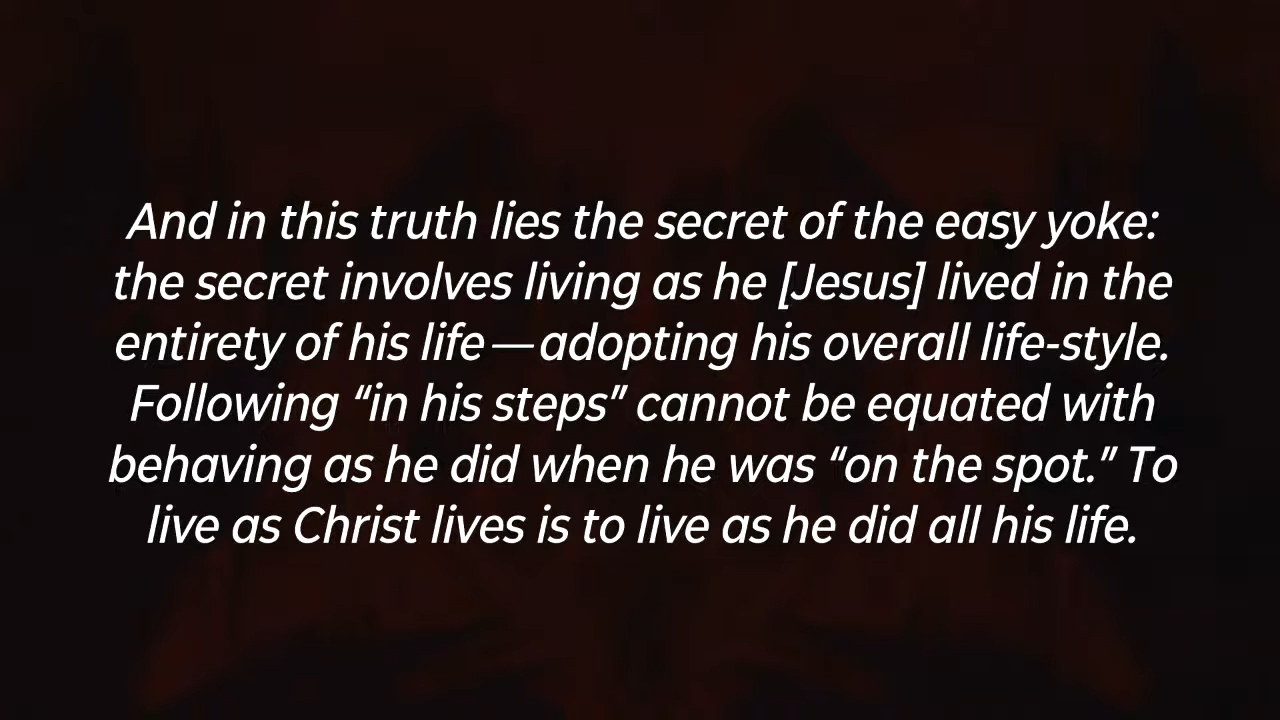 And in this truth lies the secret of the easy yoke:
the secret involves living as he [Jesus] lived in the
entirety of his life—adopting his overall life-style.
Following “in his steps” cannot be equated with
behaving as he did when he was “on the spot.” To
live as Christ lives is to live as he did all his life.